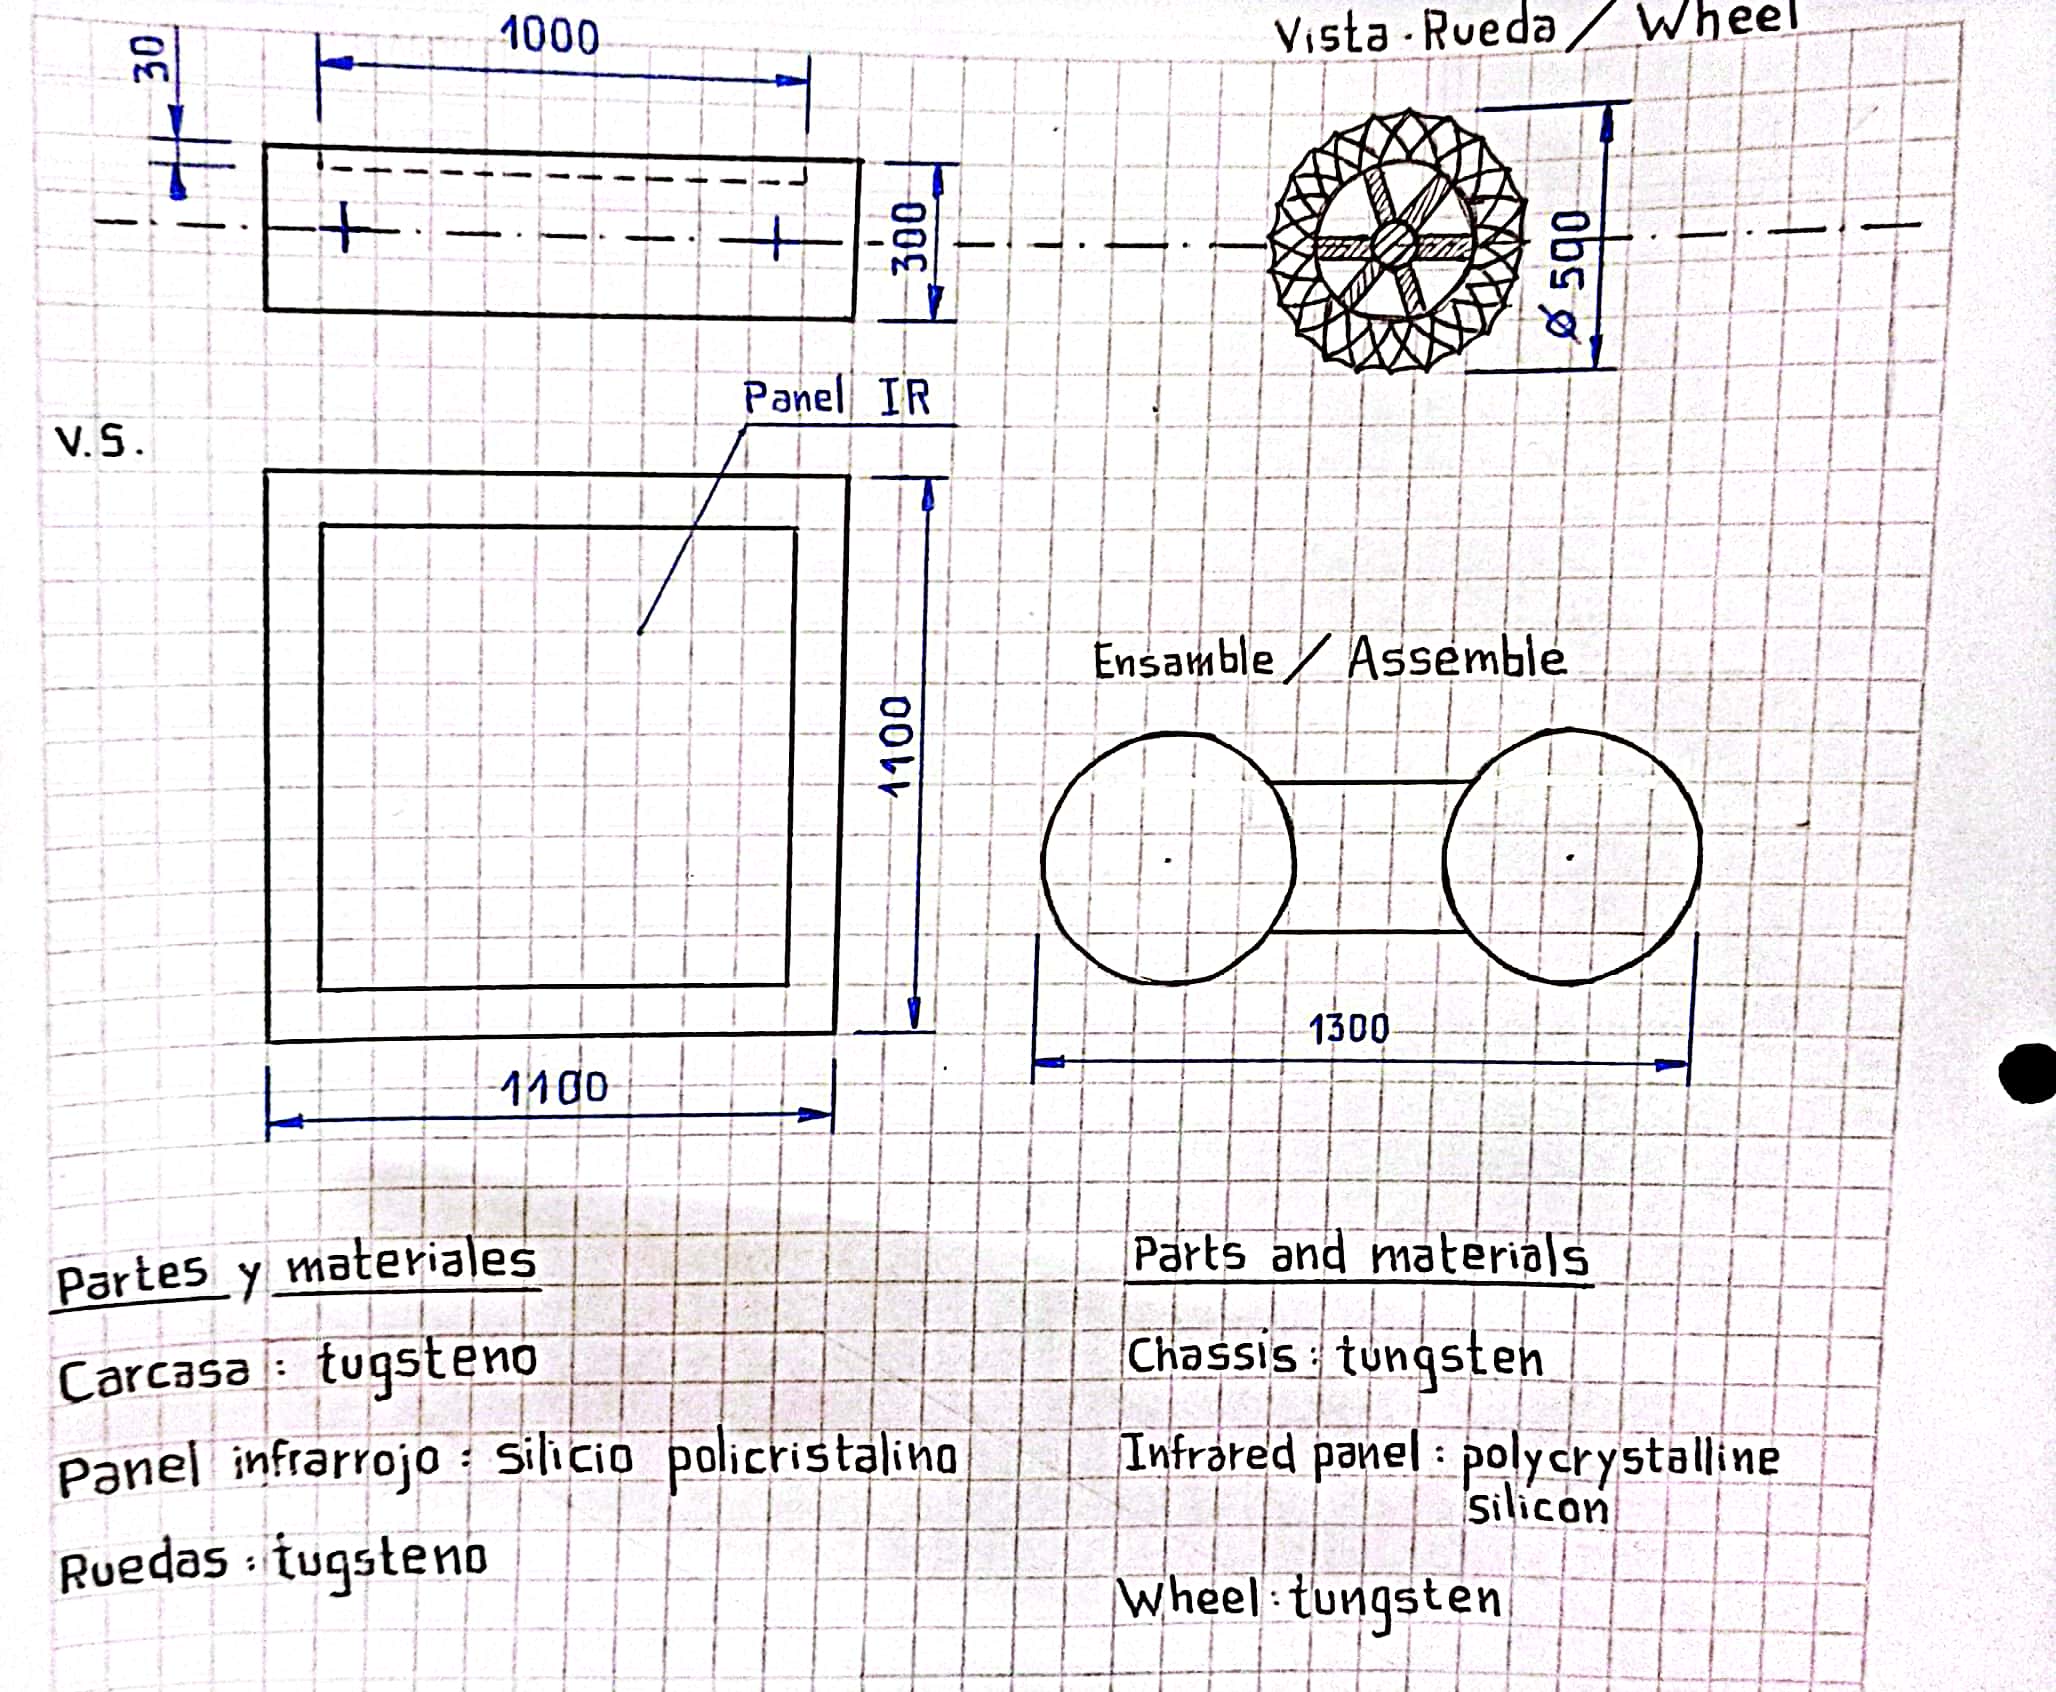 Vista · Rueda / Wheel
1000
30
300
Ø 500
Panel IR
V.S.
1100
1100
Ensamble / Assemble
1300
Partes y materiales
Carcasa : tugsteno
Panel infrarrojo : silicio policristalino
Ruedas : tugsteno
Parts and materials
Chassis : tungsten
Infrared panel : polycrystalline
silicon
Wheel : tungsten